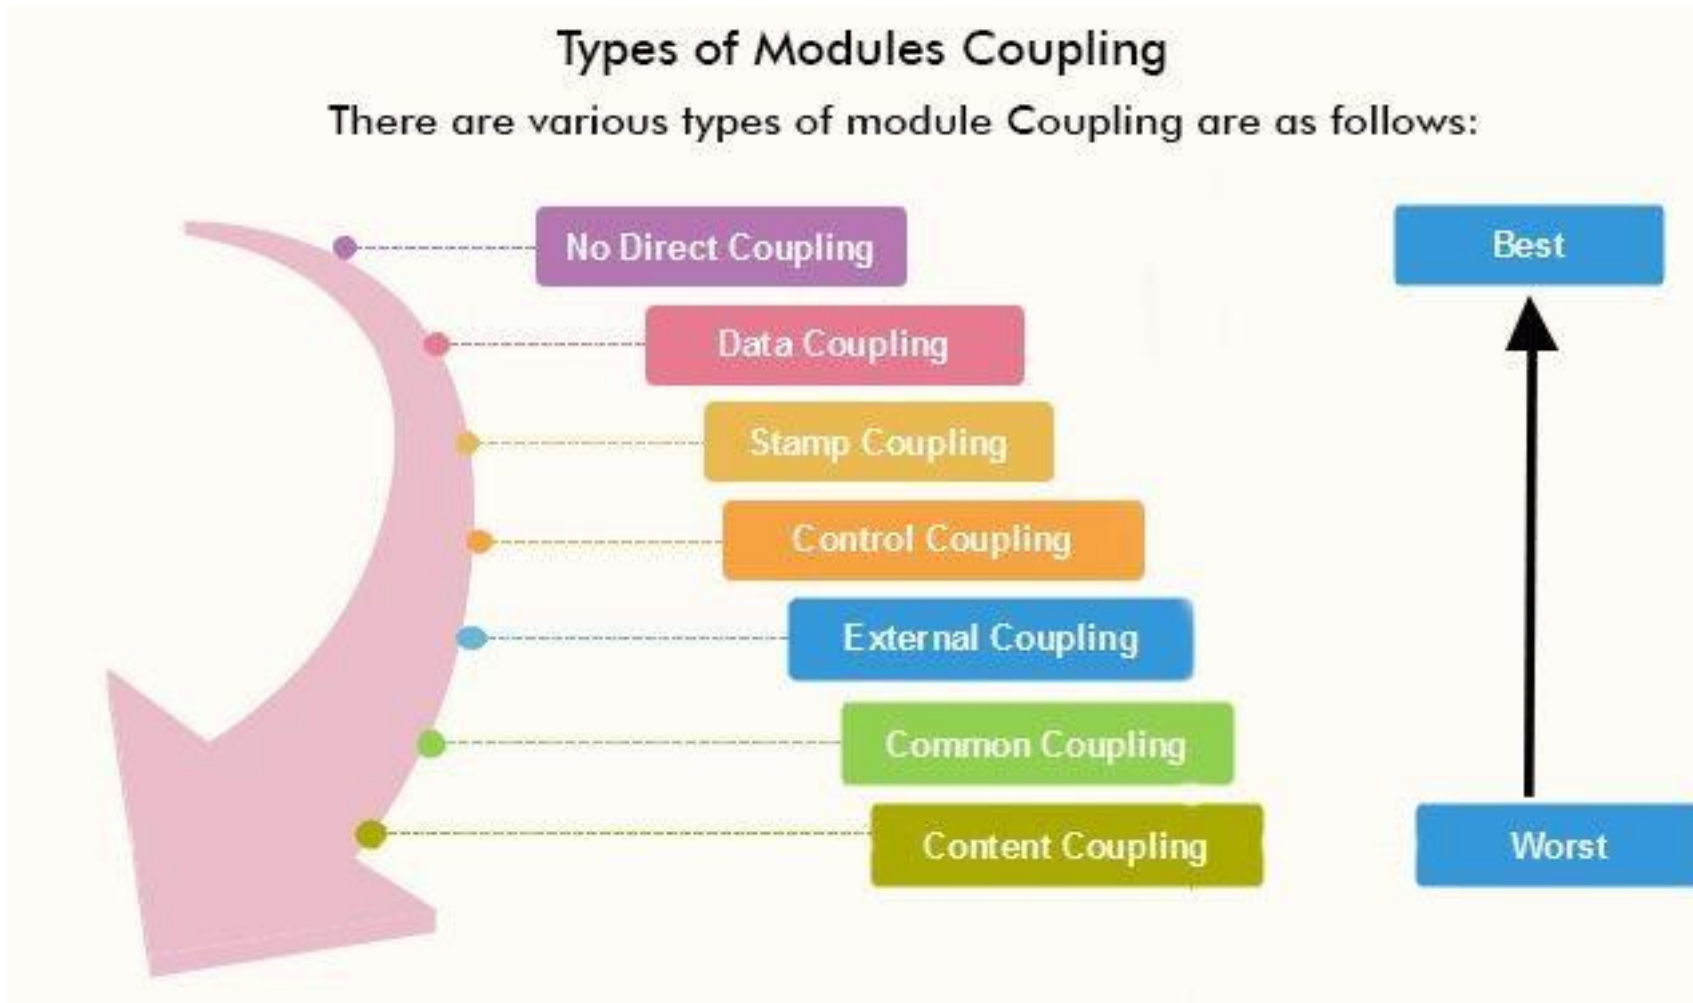 Types of Modules Coupling
There are various types of module Coupling are as follows:
No Direct Coupling
Best
Data Coupling
Stamp Coupling
Control Coupling
External Coupling
Common Coupling
Content Coupling
Worst